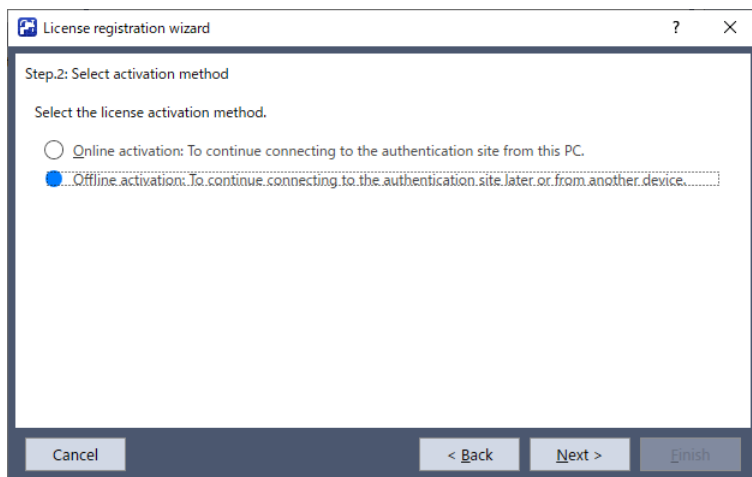 License registration wizard ? ×
Step.2: Select activation method
Select the license activation method.
Online activation: To continue connecting to the authentication site from this PC.
Offline activation: To continue connecting to the authentication site later or from another device.
Cancel < Back Next > Finish